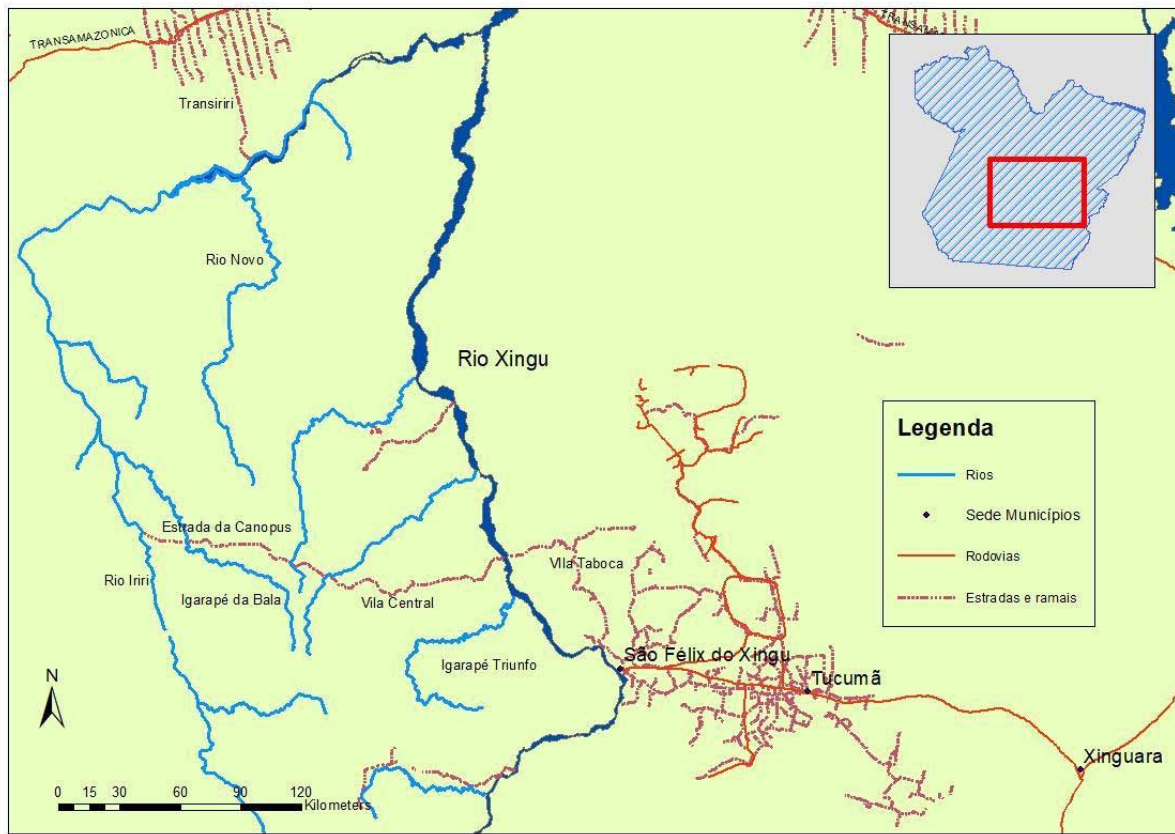 TRANSAMAZONICA
TRANSAMA
Transiriri
Rio Novo
Rio Xingu
Legenda
Rios
Sede Municípios
Rodovias
Estradas e ramais
Estrada da Canopus
VIla Taboca
Rio Iriri
Igarapé da Bala
Vila Central
Igarapé Triunfo
São Félix do Xingu
Tucumã
Xinguara
N
0 15 30 60 90 120
Kilometers